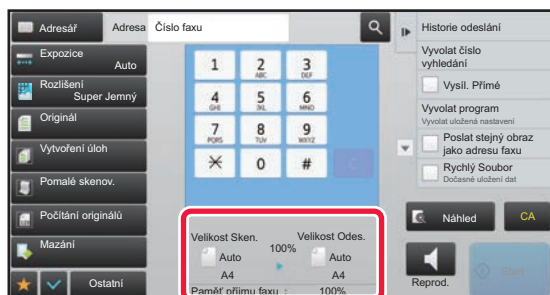 Adresář
Adresa
Číslo faxu
Expozice
Auto
Rozlišení
Super Jemný
Originál
Vytvoření úloh
Pomalé skenov.
Počítání originálů
Mazání
Ostatní
1
2
ABC
3
DEF
4
GHI
5
JKL
6
MNO
7
PQRS
8
TUV
9
WXYZ
0
#
C
Velikost Sken.
100%
Velikost Odes.
Auto
Auto
A4
A4
Paměť příjmu faxu :
100%
Historie odeslání
Vyvolat číslo
vyhledání
Vysíl. Přímé
Vyvolat program
Vyvolat uložená nastavení
Poslat stejný obraz
jako adresu faxu
Rychlý Soubor
Dočasné uložení dat
Náhled
CA
Reprod.
Start